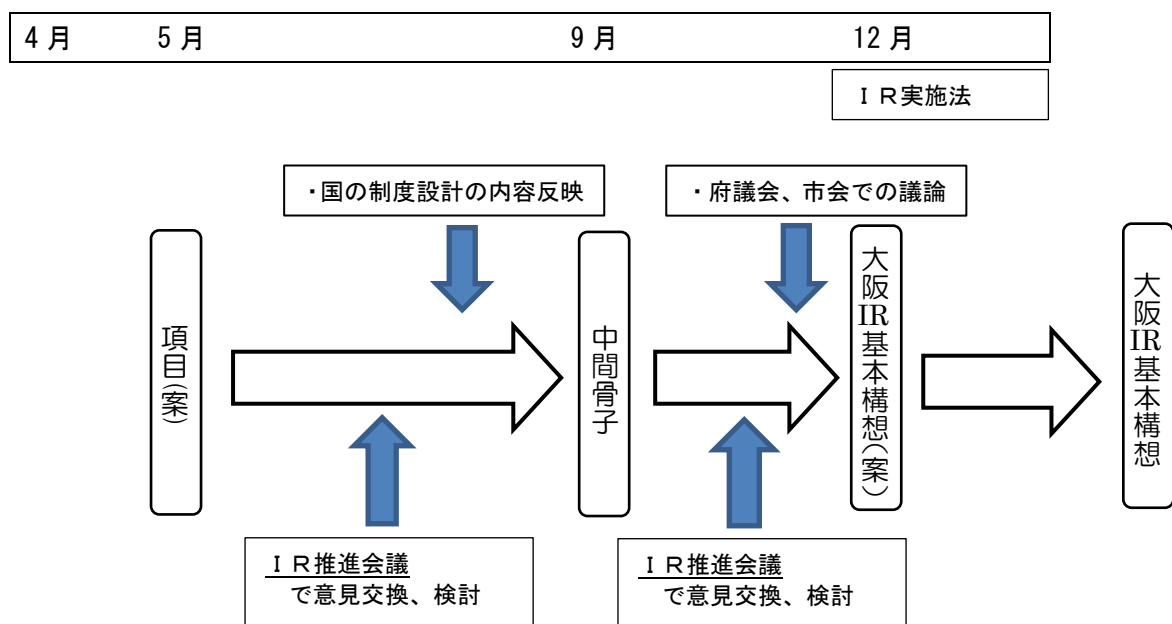 4月 5月 9月 12月
ＩＲ実施法
・国の制度設計の内容反映
・府議会、市会での議論
項目(案)
中間骨子
大阪IR基本構想(案)
大阪IR基本構想
ＩＲ推進会議
で意見交換、検討
ＩＲ推進会議
で意見交換、検討